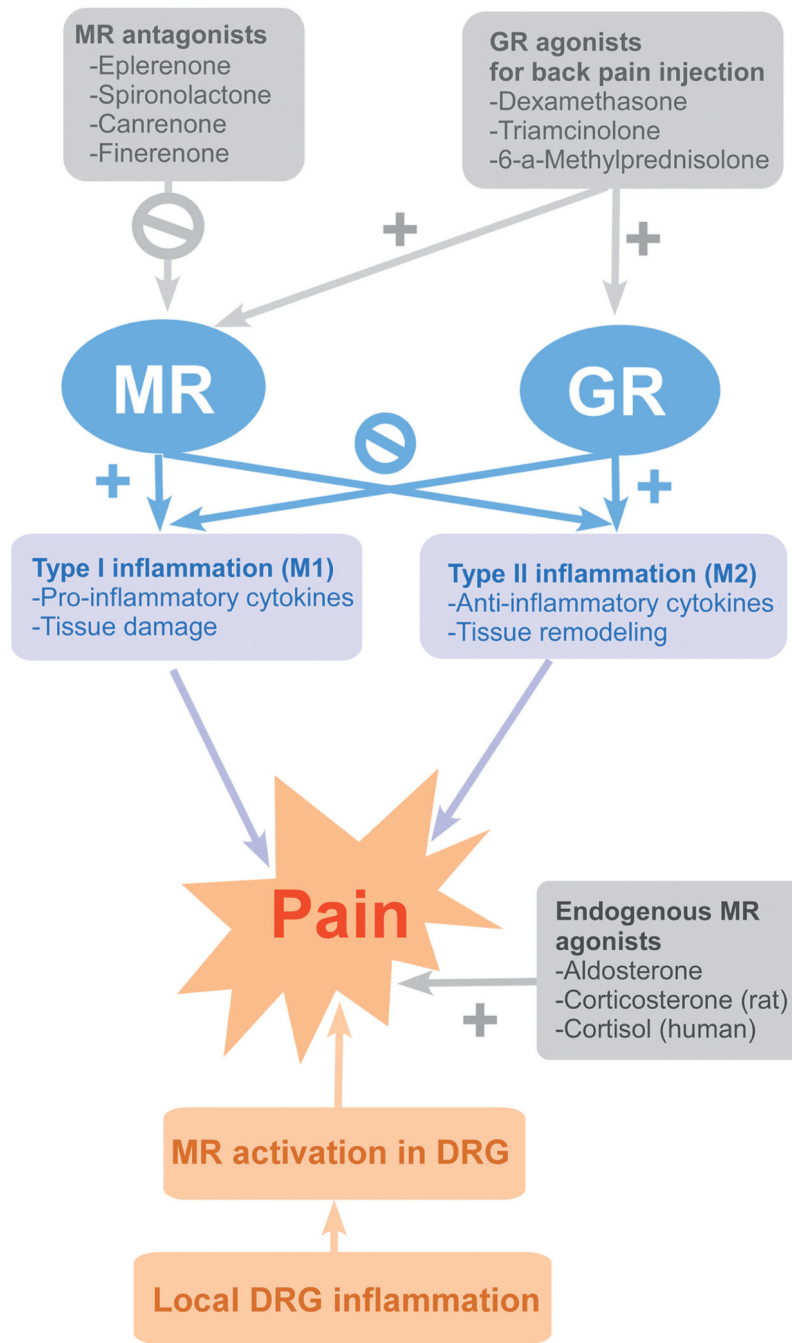 MR antagonists
-Eplerenone
-Spironolactone
-Canrenone
-Finerenone
GR agonists
for back pain injection
-Dexamethasone
-Triamcinolone
-6-a-Methylprednisolone
+
+
MR
GR
+
+
Type I inflammation (M1)
-Pro-inflammatory cytokines
-Tissue damage
Type II inflammation (M2)
-Anti-inflammatory cytokines
-Tissue remodeling
Pain
Endogenous MR
agonists
-Aldosterone
-Corticosterone (rat)
-Cortisol (human)
+
MR activation in DRG
Local DRG inflammation